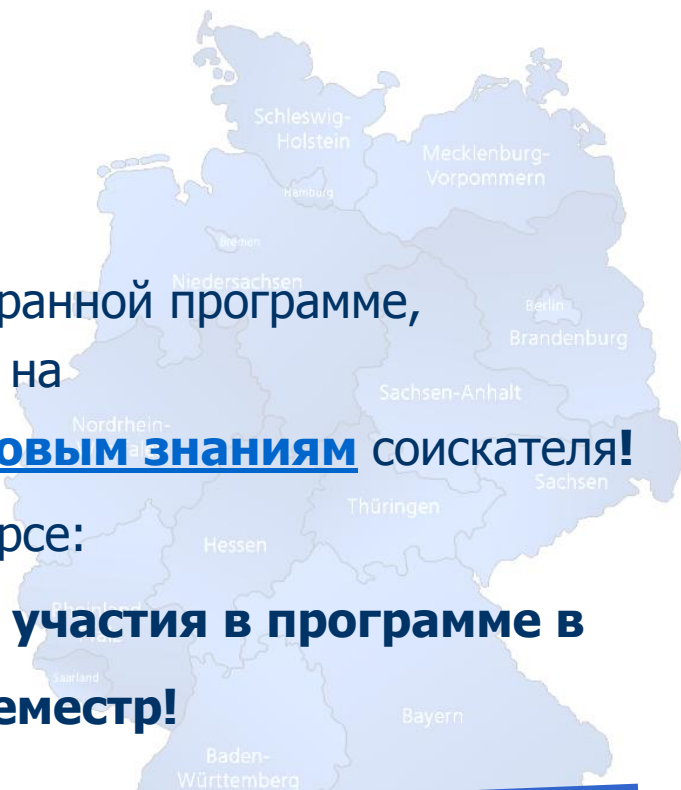 Schleswig-
Holstein
Mecklenburg-
Vorpommern
Hamburg
Bremen
Niedersachsen
ранной программе,
Berlin
Brandenburg
на
Sachsen-Anhalt
Nordrhein-
овым знаниям соискателя!
Sachsen
Thüringen
рсе:
Hessen
участия в программе в
Saarland
еместр!
Bayern
Baden-
Württemberg